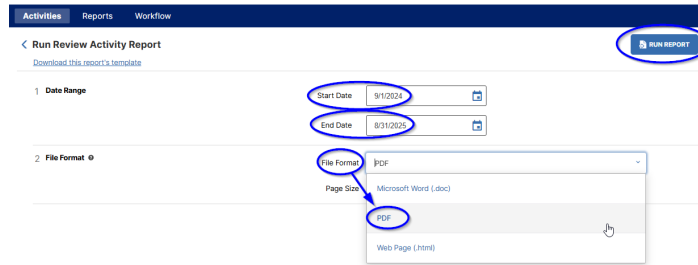 Activities Reports Workflow
Run Review Activity Report
RUN REPORT
Download this report's template
1 Date Range
Start Date 9/1/2024
End Date 8/31/2025
2 File Format
File Format PDF
Page Size
Microsoft Word (.doc)
PDF
Web Page (.html)